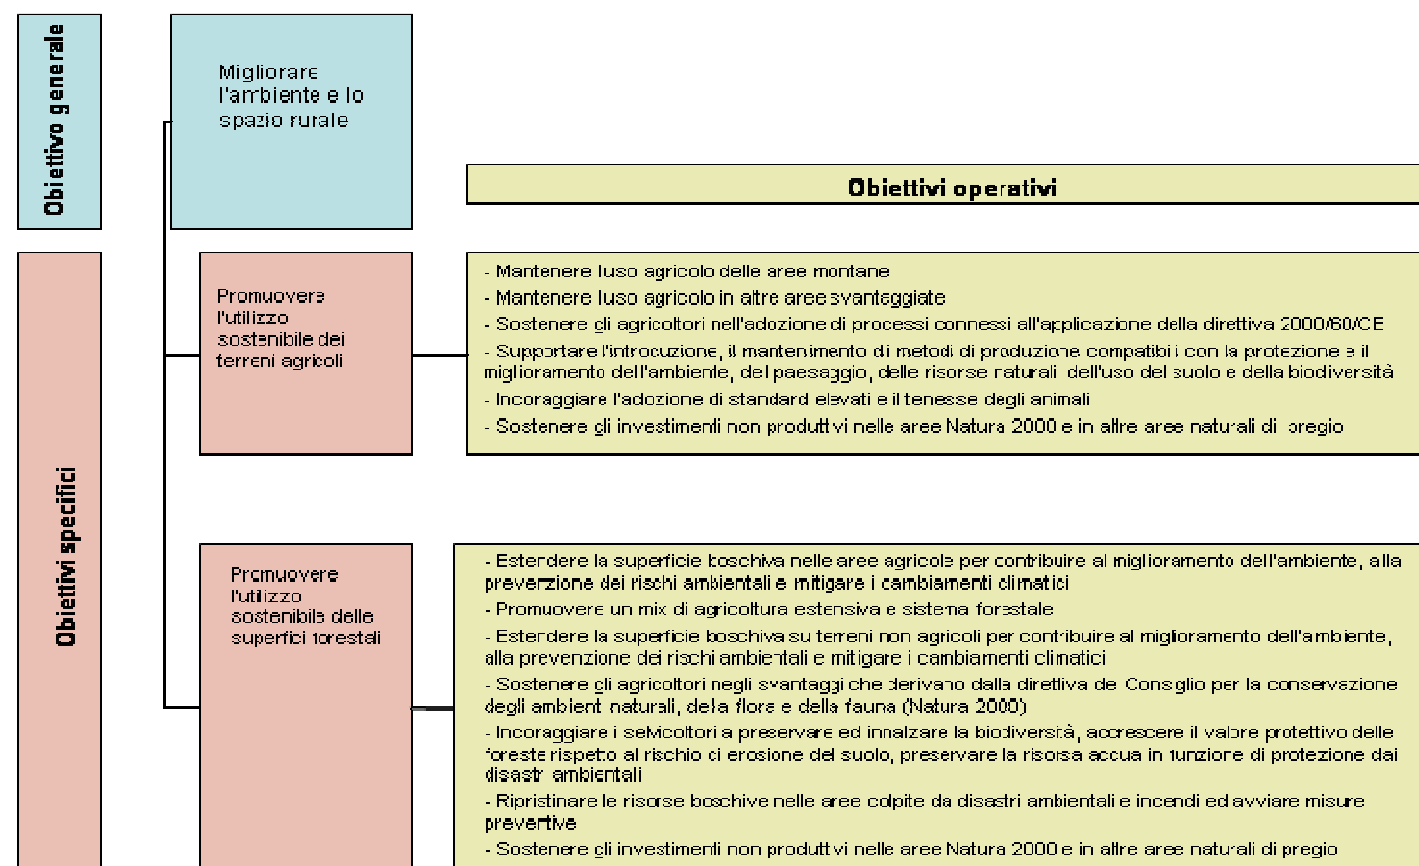 Obiettivo generale
Migliorare
l'ambiente e lo
spazio rurale
Obiettivi operativi
Obiettivi specifici
Promuovere
l'utilizzo
sostenibile dei
terreni agricoli
- Mantenere l'uso agricolo delle aree montane
- Mantenere l'uso agricolo in altre aree svantaggiate
- Sostenere gli agricoltori nell'adozione di processi connessi all'applicazione della direttiva 2000/60/CE
- Supportare l'introduzione, il mantenimento di metodi di produzione compatibili con la protezione e il
miglioramento dell'ambiente, del paesaggio, delle risorse naturali dell'uso del suolo e della biodiversità
- Incoraggiare l'adozione di standard elevati e il degli animali
- Sostenere gli investimenti non produttivi nelle aree Natura 2000 e in altre aree naturali di pregio
Promuovere
l'utilizzo
sostenibile delle
superfici forestali
- Estendere la superficie boschiva nelle aree agricole per contribuire al miglioramento dell'ambiente, alla
prevenzione dei rischi ambientali e mitigare i cambiamenti climatici
- Promuovere un mix di agricoltura estensiva e sistema forestale
- Estendere la superficie boschiva su terreni non agricoli per contribuire al miglioramento dell'ambiente,
alla prevenzione dei rischi ambientali e mitigare i cambiamenti climatici
- Sostenere gli agricoltori negli svantaggi che derivano dalla direttiva del Consiglio per la conservazione
degli ambienti naturali, della flora e della fauna (Natura 2000)
- Incoraggiare i selvicoltori a preservare ed innalzare la biodiversità, accrescere il valore protettivo delle
foreste rispetto al rischio di erosione del suolo, preservare la risorsa acqua in funzione di protezione dai
disastri ambientali
- Ripristinare le risorse boschive nelle aree colpite da disastri ambientali e incendi ed avviare misure
preventive
- Sostenere gli investimenti non produttivi nelle aree Natura 2000 e in altre aree naturali di pregio